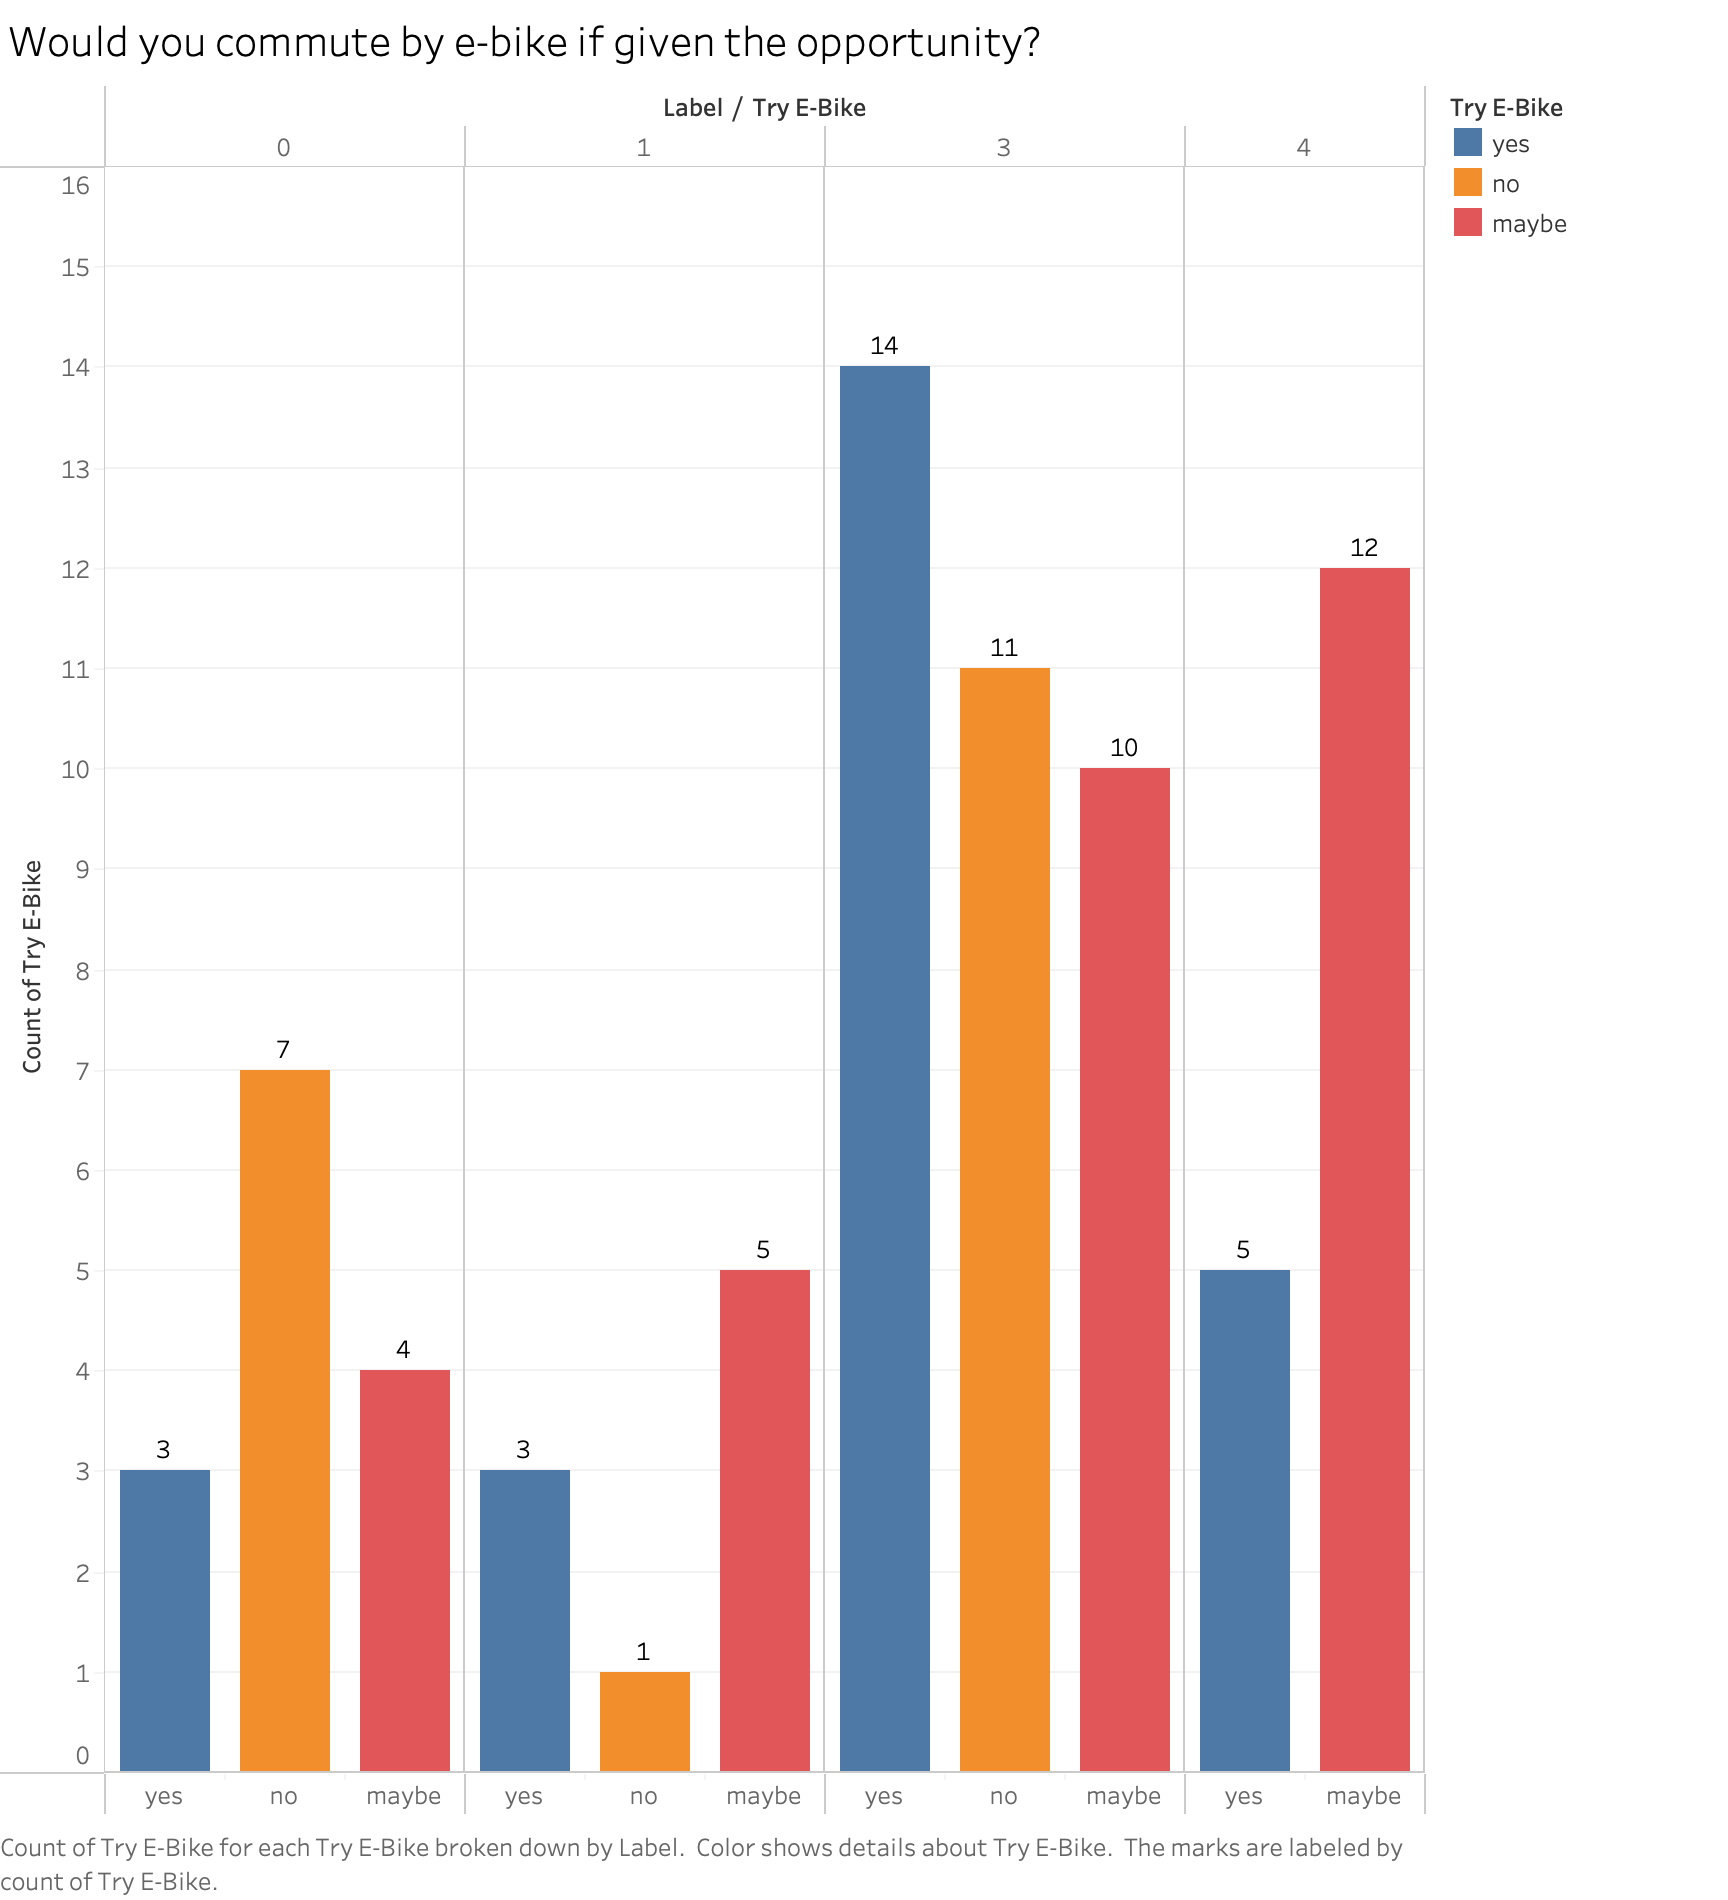 Would you commute by e-bike if given the opportunity?
Label / Try E-Bike
0 1 3 4
Try E-Bike
yes
no
maybe
Count of Try E-Bike
16
15
14
13
12
11
10
9
8
7
6
5
4
3
2
1
0
3 7 4 3 1 5 14 11 10 5 12
yes no maybe yes no maybe yes no maybe yes maybe
Count of Try E-Bike for each Try E-Bike broken down by Label.  Color shows details about Try E-Bike.  The marks are labeled by
count of Try E-Bike.